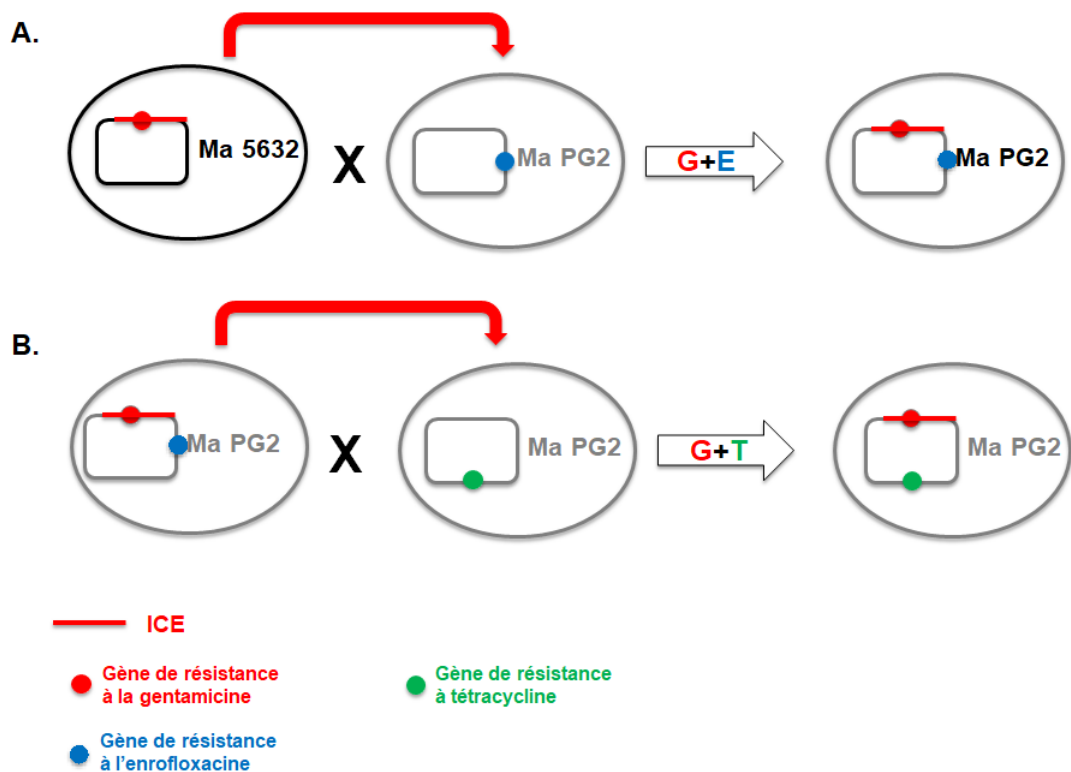 A.
Ma 5632
X
Ma PG2
G+E
Ma PG2
B.
Ma PG2
X
Ma PG2
G+T
Ma PG2
ICE
Gène de résistance
à la gentamicine
Gène de résistance
à tétracycline
Gène de résistance
à l'enrofloxacine